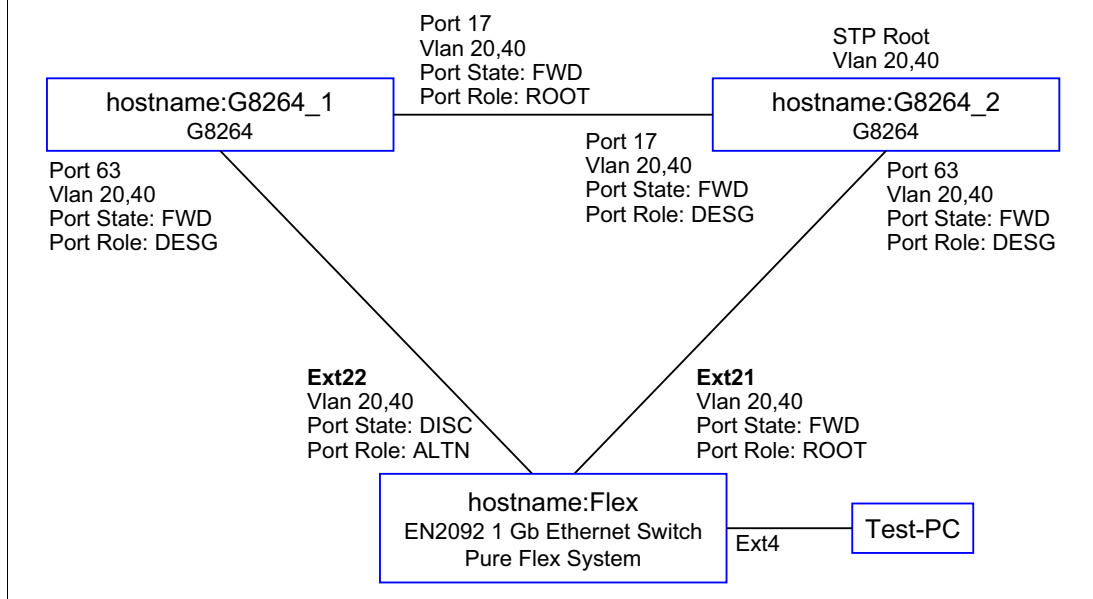 Port 17
Vlan 20,40
Port State: FWD
Port Role: ROOT
STP Root
Vlan 20,40
hostname:G8264_1
G8264
hostname:G8264_2
G8264
Port 17
Vlan 20,40
Port State: FWD
Port Role: DESG
Port 63
Vlan 20,40
Port State: FWD
Port Role: DESG
Port 63
Vlan 20,40
Port State: FWD
Port Role: DESG
Ext22
Vlan 20,40
Port State: DISC
Port Role: ALTN
Ext21
Vlan 20,40
Port State: FWD
Port Role: ROOT
hostname:Flex
EN2092 1 Gb Ethernet Switch
Pure Flex System
Ext4
Test-PC